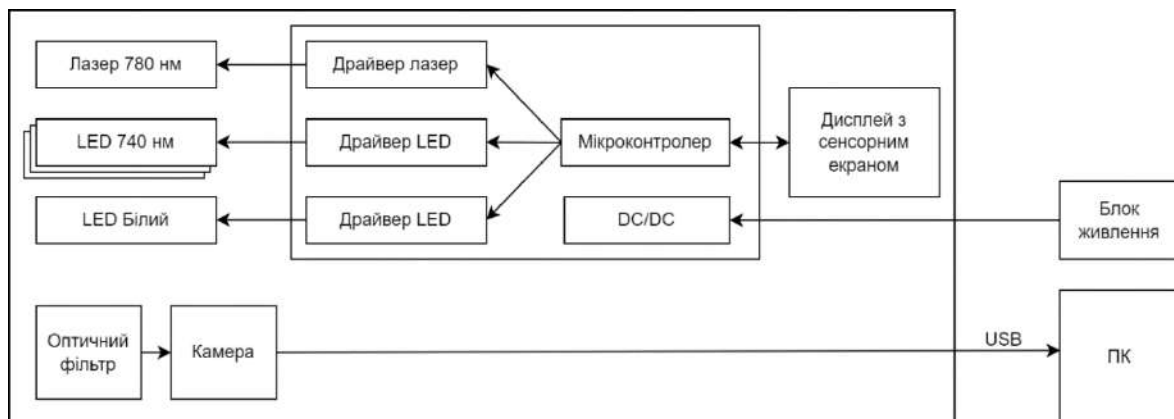 Лазер 780 нм
Драйвер лазер
LED 740 нм
Драйвер LED
Мікроконтролер
Дисплей з
сенсорним
екраном
LED Білий
Драйвер LED
DC/DC
Блок
живлення
Оптичний
фільтр
Камера
USB
ПК